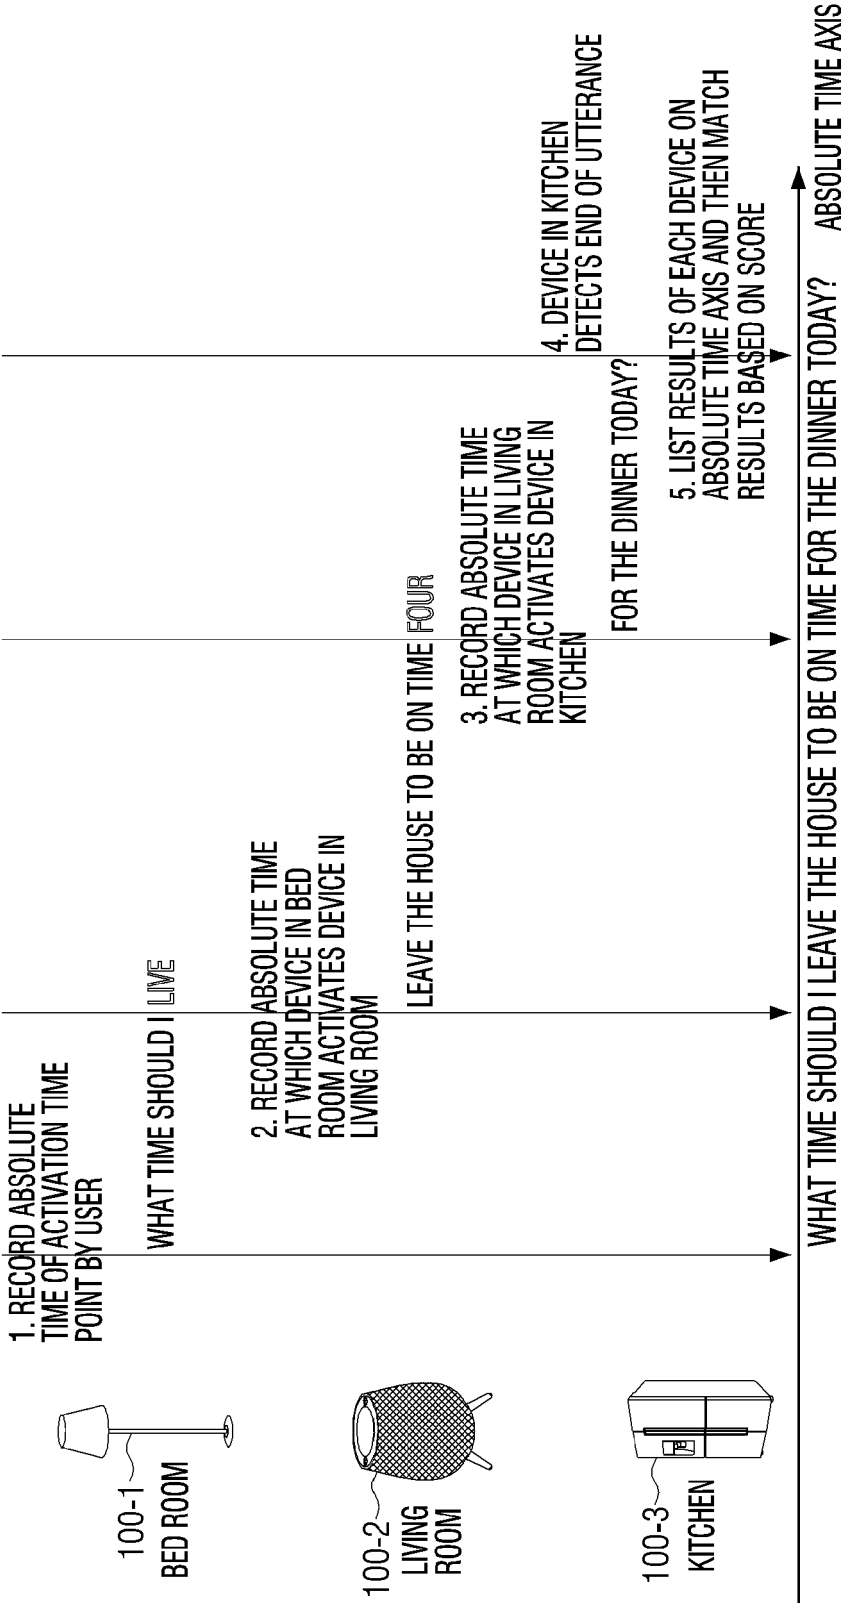 1. RECORD ABSOLUTE
TIME OF ACTIVATION TIME
POINT BY USER
100-1
BED ROOM
WHAT TIME SHOULD I LIVE
2. RECORD ABSOLUTE TIME
AT WHICH DEVICE IN BED
ROOM ACTIVATES DEVICE IN
LIVING ROOM
100-2
LIVING
ROOM
LEAVE THE HOUSE TO BE ON TIME FOUR
3. RECORD ABSOLUTE TIME
AT WHICH DEVICE IN LIVING
ROOM ACTIVATES DEVICE IN
KITCHEN
4. DEVICE IN KITCHEN
DETECTS END OF UTTERANCE
100-3
KITCHEN
FOR THE DINNER TODAY?
5. LIST RESULTS OF EACH DEVICE ON
ABSOLUTE TIME AXIS AND THEN MATCH
RESULTS BASED ON SCORE
WHAT TIME SHOULD I LEAVE THE HOUSE TO BE ON TIME FOR THE DINNER TODAY?
ABSOLUTE TIME AXIS